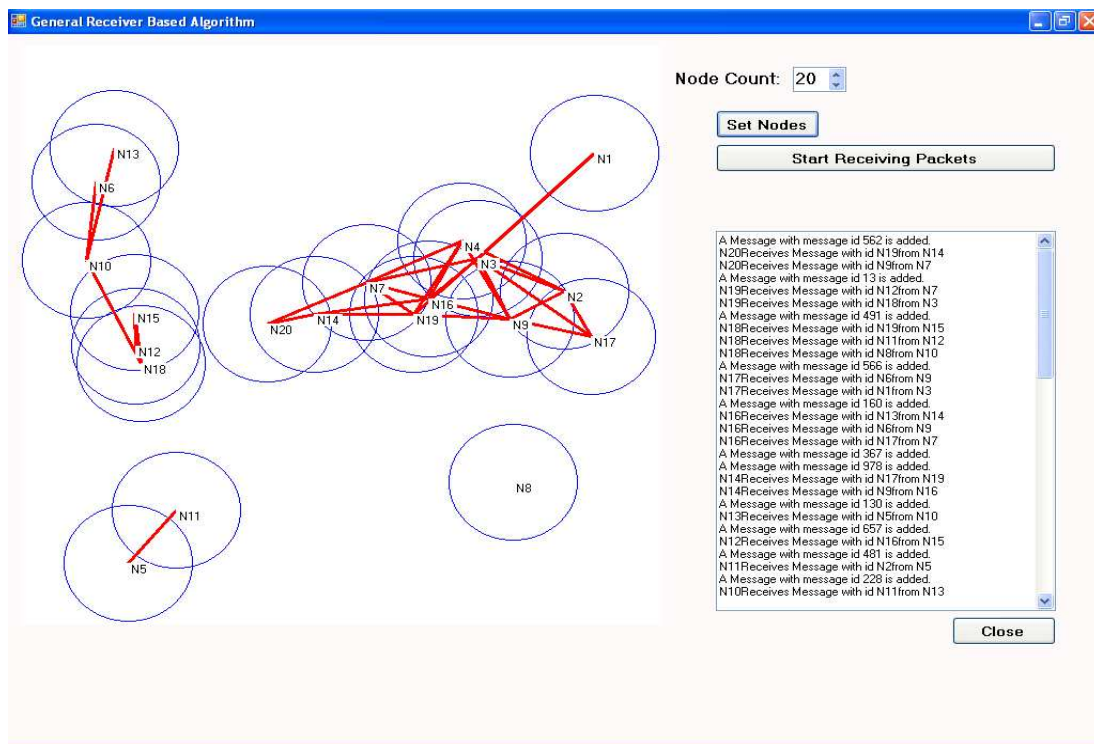 General Receiver Based Algorithm
Node Count: 20
Set Nodes
Start Receiving Packets
N13
N6
N10
N15
N12
N18
N11
N5
N1
N4
N3
N7
N16
N2
N20
N14
N19
N9
N17
N8
A Message with message id 562 is added.
N20Receives Message with id N19from N14
N20Receives Message with id N9from N7
A Message with message id 13 is added.
N19Receives Message with id N12from N7
N19Receives Message with id N18from N3
A Message with message id 491 is added.
N18Receives Message with id N19from N15
N18Receives Message with id N11from N12
N18Receives Message with id N8from N10
A Message with message id 566 is added.
N17Receives Message with id N6from N9
N17Receives Message with id N1from N3
A Message with message id 160 is added.
N16Receives Message with id N13from N14
N16Receives Message with id N6from N9
N16Receives Message with id N17from N7
A Message with message id 367 is added.
A Message with message id 978 is added.
N14Receives Message with id N17from N19
N14Receives Message with id N9from N16
A Message with message id 130 is added.
N13Receives Message with id N5from N10
A Message with message id 657 is added.
N12Receives Message with id N16from N15
A Message with message id 481 is added.
N11Receives Message with id N2from N5
A Message with message id 228 is added.
N10Receives Message with id N11from N13
Close